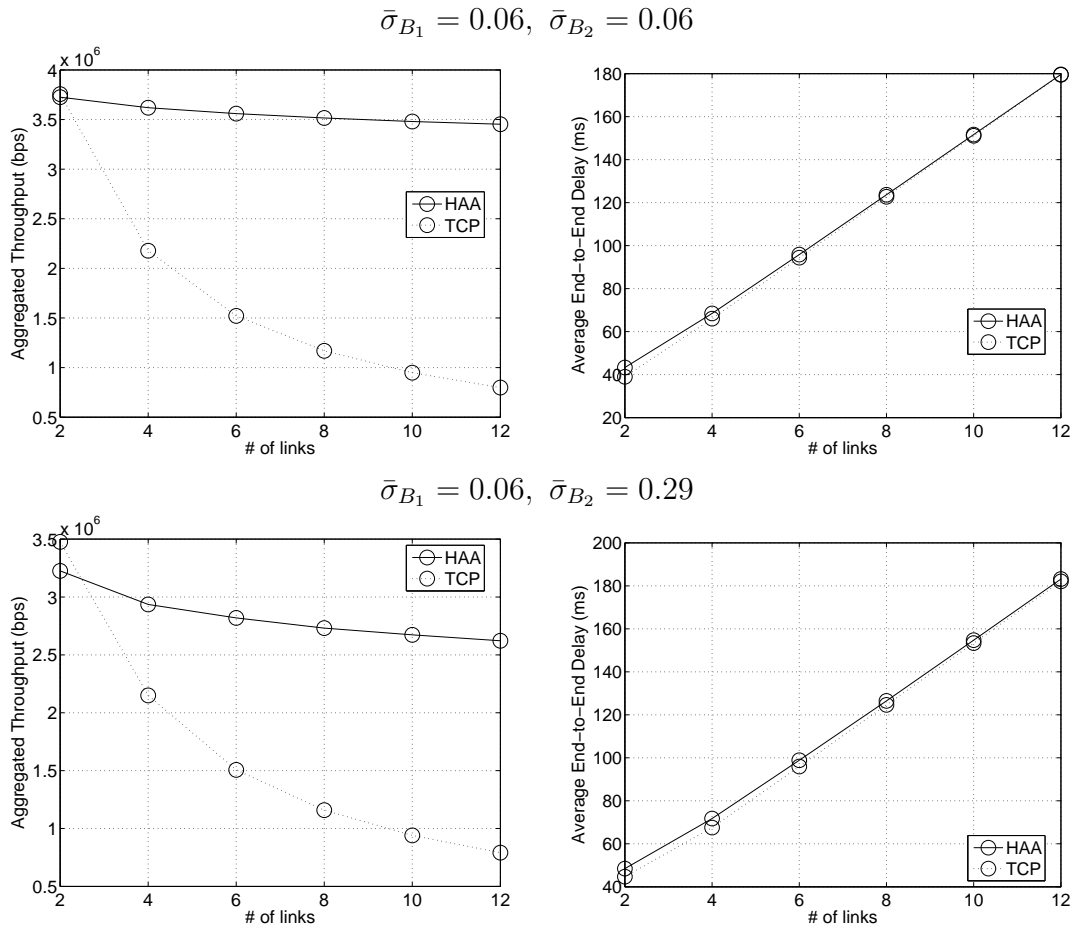 σ̄_{B_1} = 0.06, σ̄_{B_2} = 0.06
x 10^6
4
3.5
3
2.5
2
1.5
1
0.5
2 4 6 8 10 12
# of links
Aggregated Throughput (bps)
HAA
TCP
180
160
140
120
100
80
60
40
20
2 4 6 8 10 12
# of links
Average End−to−End Delay (ms)
HAA
TCP
σ̄_{B_1} = 0.06, σ̄_{B_2} = 0.29
x 10^6
3.5
3
2.5
2
1.5
1
0.5
2 4 6 8 10 12
# of links
Aggregated Throughput (bps)
HAA
TCP
200
180
160
140
120
100
80
60
40
2 4 6 8 10 12
# of links
Average End−to−End Delay (ms)
HAA
TCP